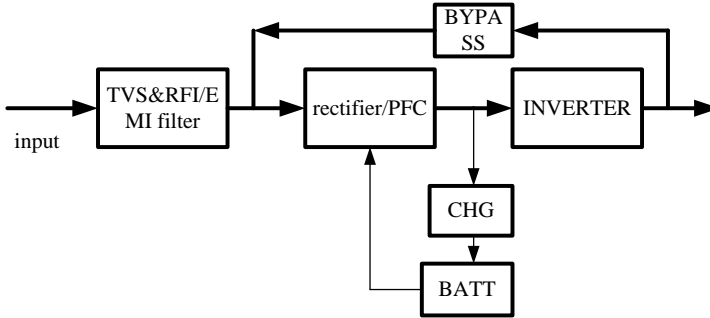 BYPA
SS
TVS&RFI/E
MI filter
rectifier/PFC
INVERTER
input
CHG
BATT